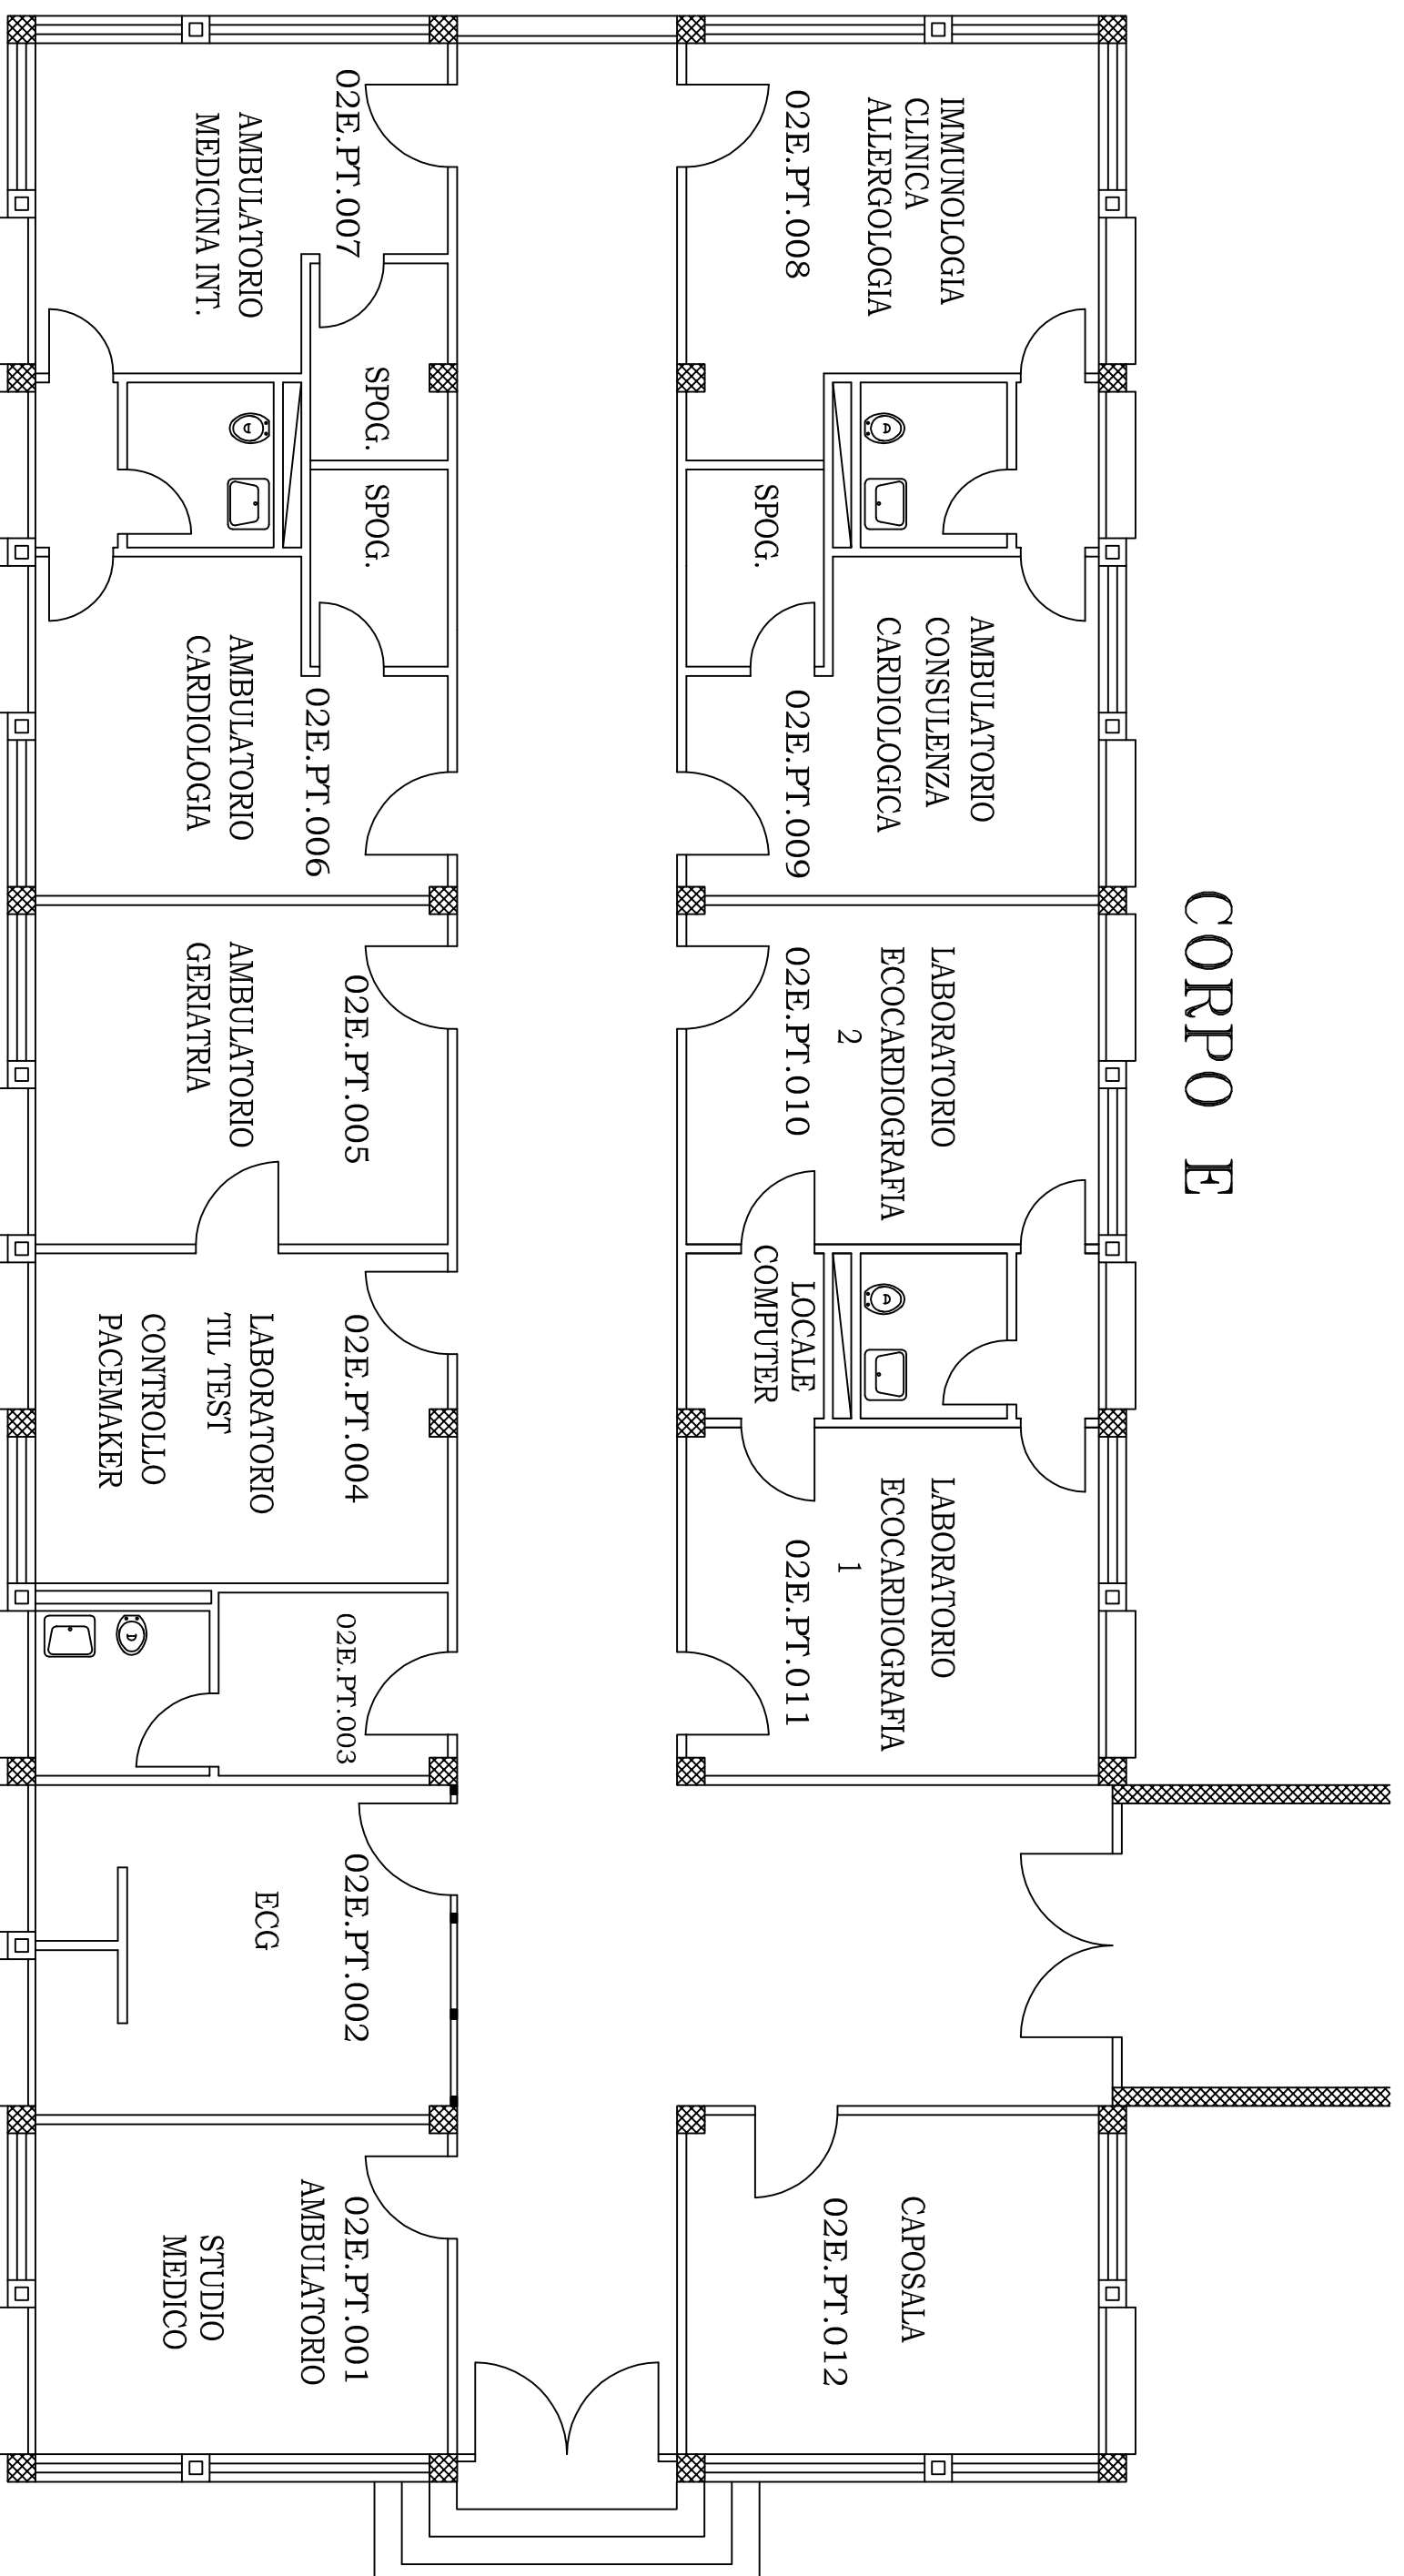 CORPO E
IMMUNOLOGIA
CLINICA
ALLERGOLOGIA
02E.PT.008
SPOG.
AMBULATORIO
CONSULENZA
CARDIOLOGICA
02E.PT.009
LABORATORIO
ECOCARDIOGRAFIA
2
02E.PT.010
LOCALE
COMPUTER
LABORATORIO
ECOCARDIOGRAFIA
1
02E.PT.011
CAPOSALA
02E.PT.012
02E.PT.007
AMBULATORIO
MEDICINA INT.
SPOG.
SPOG.
02E.PT.006
AMBULATORIO
CARDIOLOGIA
02E.PT.005
AMBULATORIO
GERIATRIA
02E.PT.004
LABORATORIO
TIL TEST
CONTROLLO
PACEMAKER
02E.PT.003
02E.PT.002
ECG
02E.PT.001
AMBULATORIO
STUDIO
MEDICO